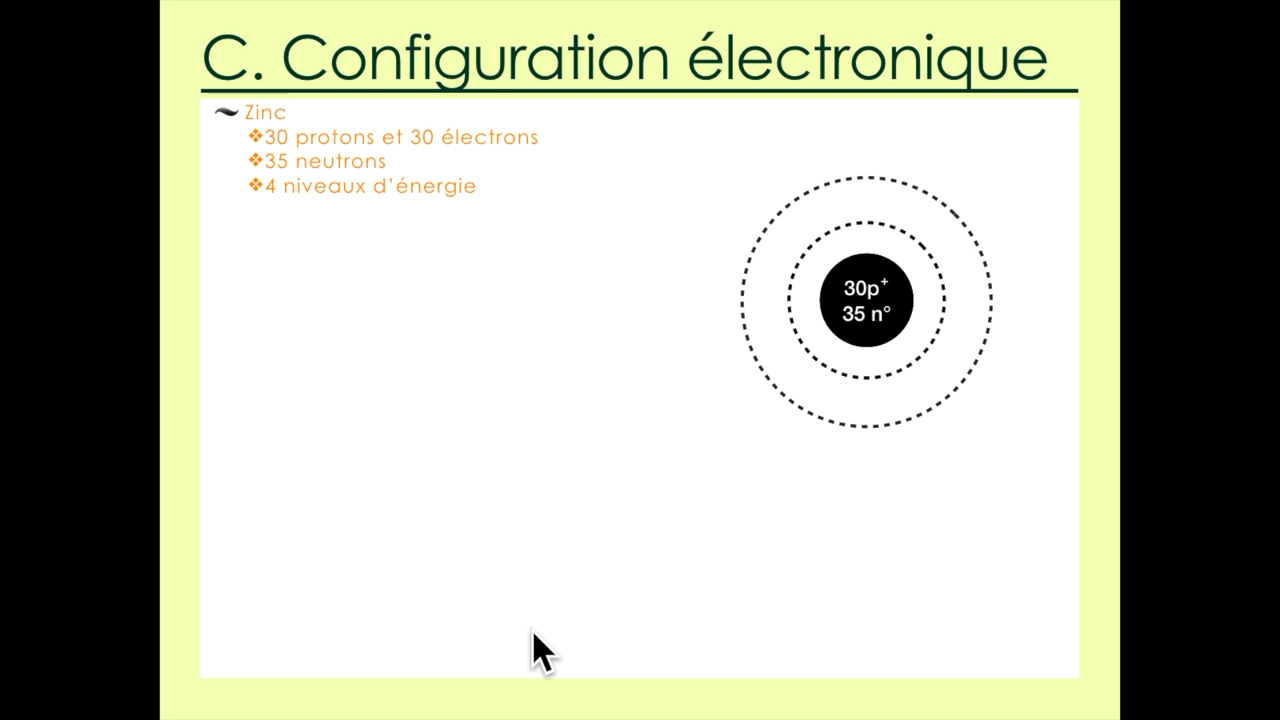 C. Configuration électronique
Zinc
❖30 protons et 30 électrons
❖35 neutrons
❖4 niveaux d’énergie
30p⁺
35 n°